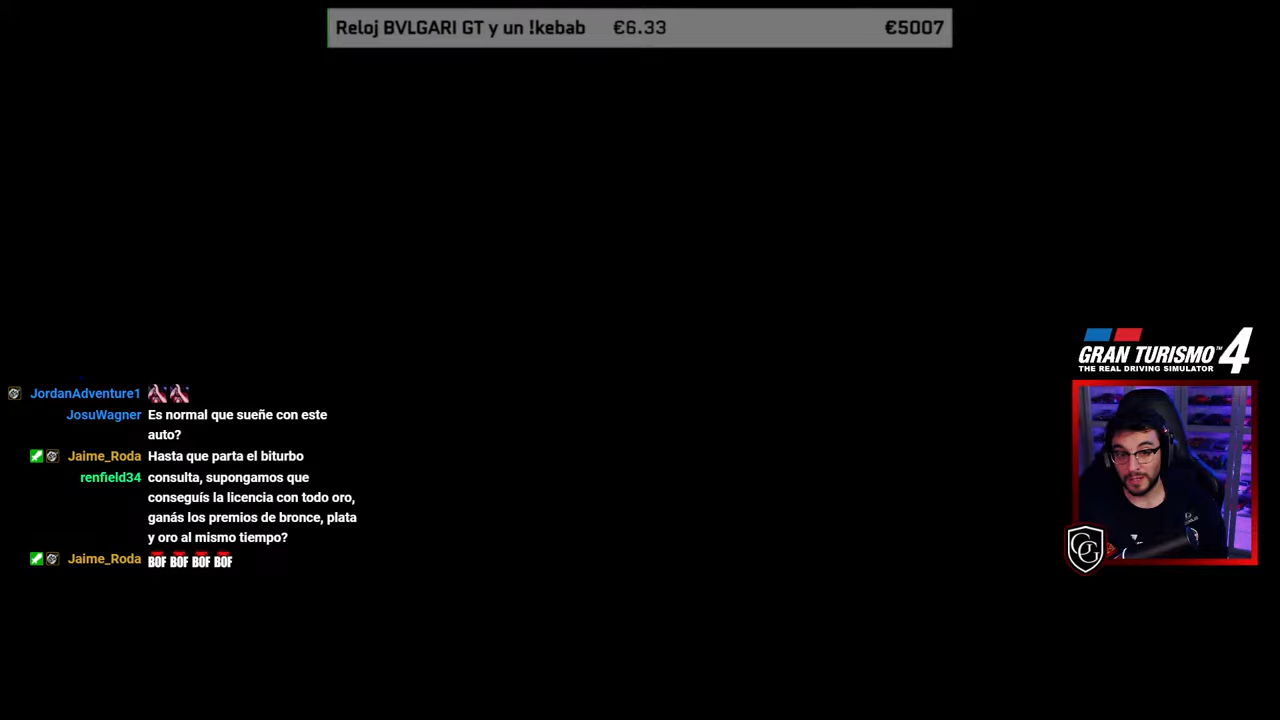 Reloj BVLGARI GT y un !kebab €6.33 €5007
GRAN TURISMO™ 4
THE REAL DRIVING SIMULATOR
JordanAdventure1
JosuWagner Es normal que sueñe con este
auto?
Jaime_Roda Hasta que parta el biturbo
renfield34 consulta, supongamos que
conseguís la licencia con todo oro,
ganás los premios de bronce, plata
y oro al mismo tiempo?
Jaime_Roda BOF BOF BOF BOF
OG